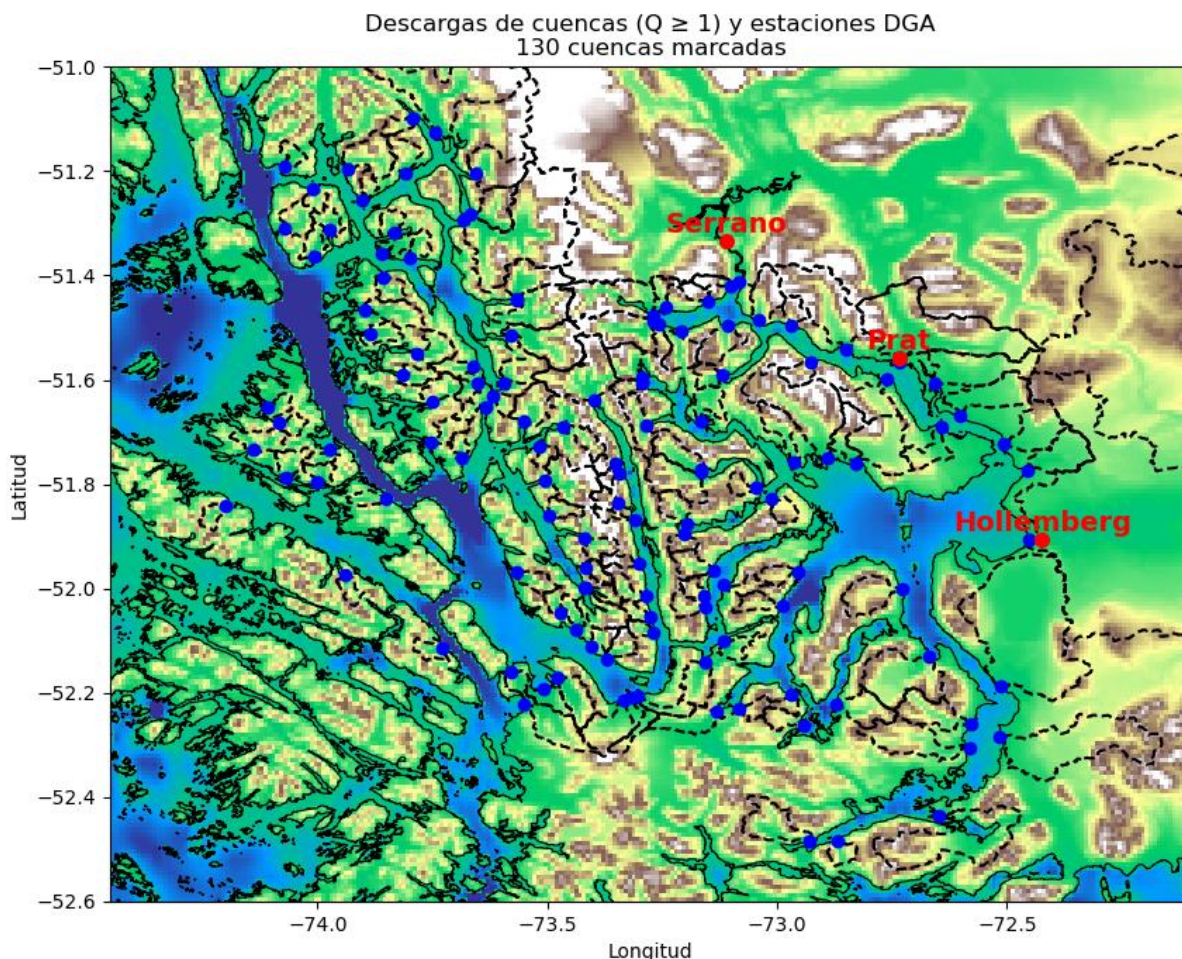 Descargas de cuencas (Q ≥ 1) y estaciones DGA
130 cuencas marcadas
−51.0
−51.2
−51.4
−51.6
−51.8
−52.0
−52.2
−52.4
−52.6
Latitud
Serrano
Prat
Hollemberg
−74.0
−73.5
−73.0
−72.5
Longitud